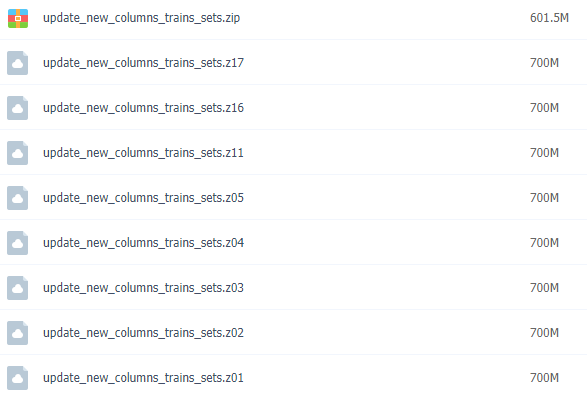 update_new_columns_trains_sets.zip 601.5M
update_new_columns_trains_sets.z17 700M
update_new_columns_trains_sets.z16 700M
update_new_columns_trains_sets.z11 700M
update_new_columns_trains_sets.z05 700M
update_new_columns_trains_sets.z04 700M
update_new_columns_trains_sets.z03 700M
update_new_columns_trains_sets.z02 700M
update_new_columns_trains_sets.z01 700M